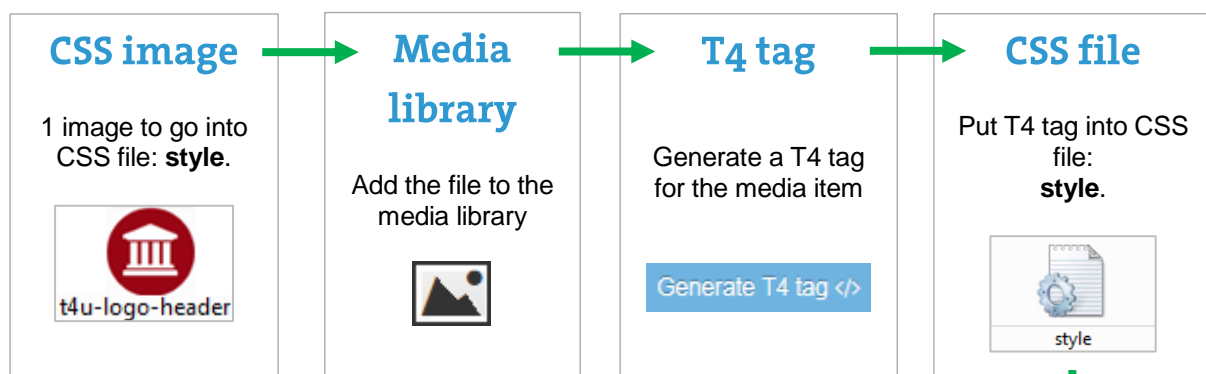 CSS image
1 image to go into
CSS file: style.
t4u-logo-header
Media
library
Add the file to the
media library
T4 tag
Generate a T4 tag
for the media item
Generate T4 tag </>
CSS file
Put T4 tag into CSS
file:
style.
style